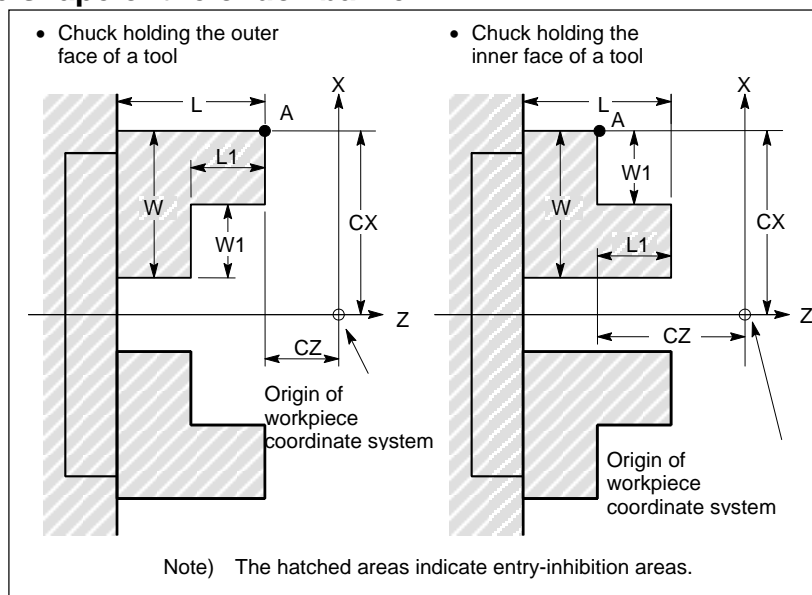 • Chuck holding the outer
face of a tool
• Chuck holding the
inner face of a tool
L
A
X
L1
W
W1
CX
Z
CZ
Origin of
workpiece
coordinate system
L
A
X
W1
W
CX
L1
Z
CZ
Origin of
workpiece
coordinate system
Note) The hatched areas indicate entry-inhibition areas.